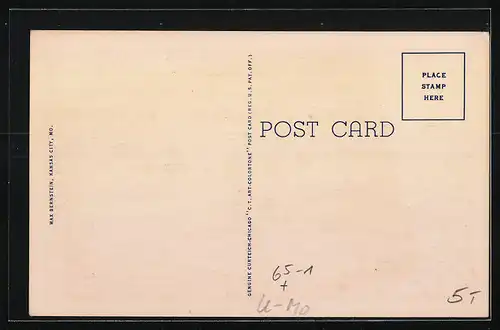 MAX BERNSTEIN, KANSAS CITY, MO.
GENUINE CURTEICH-CHICAGO "C. T. ART-COLORTONE" POST CARD (REG. U. S. PAT. OFF.)
POST CARD
PLACE
STAMP
HERE
65-1
+
U-MO
5-